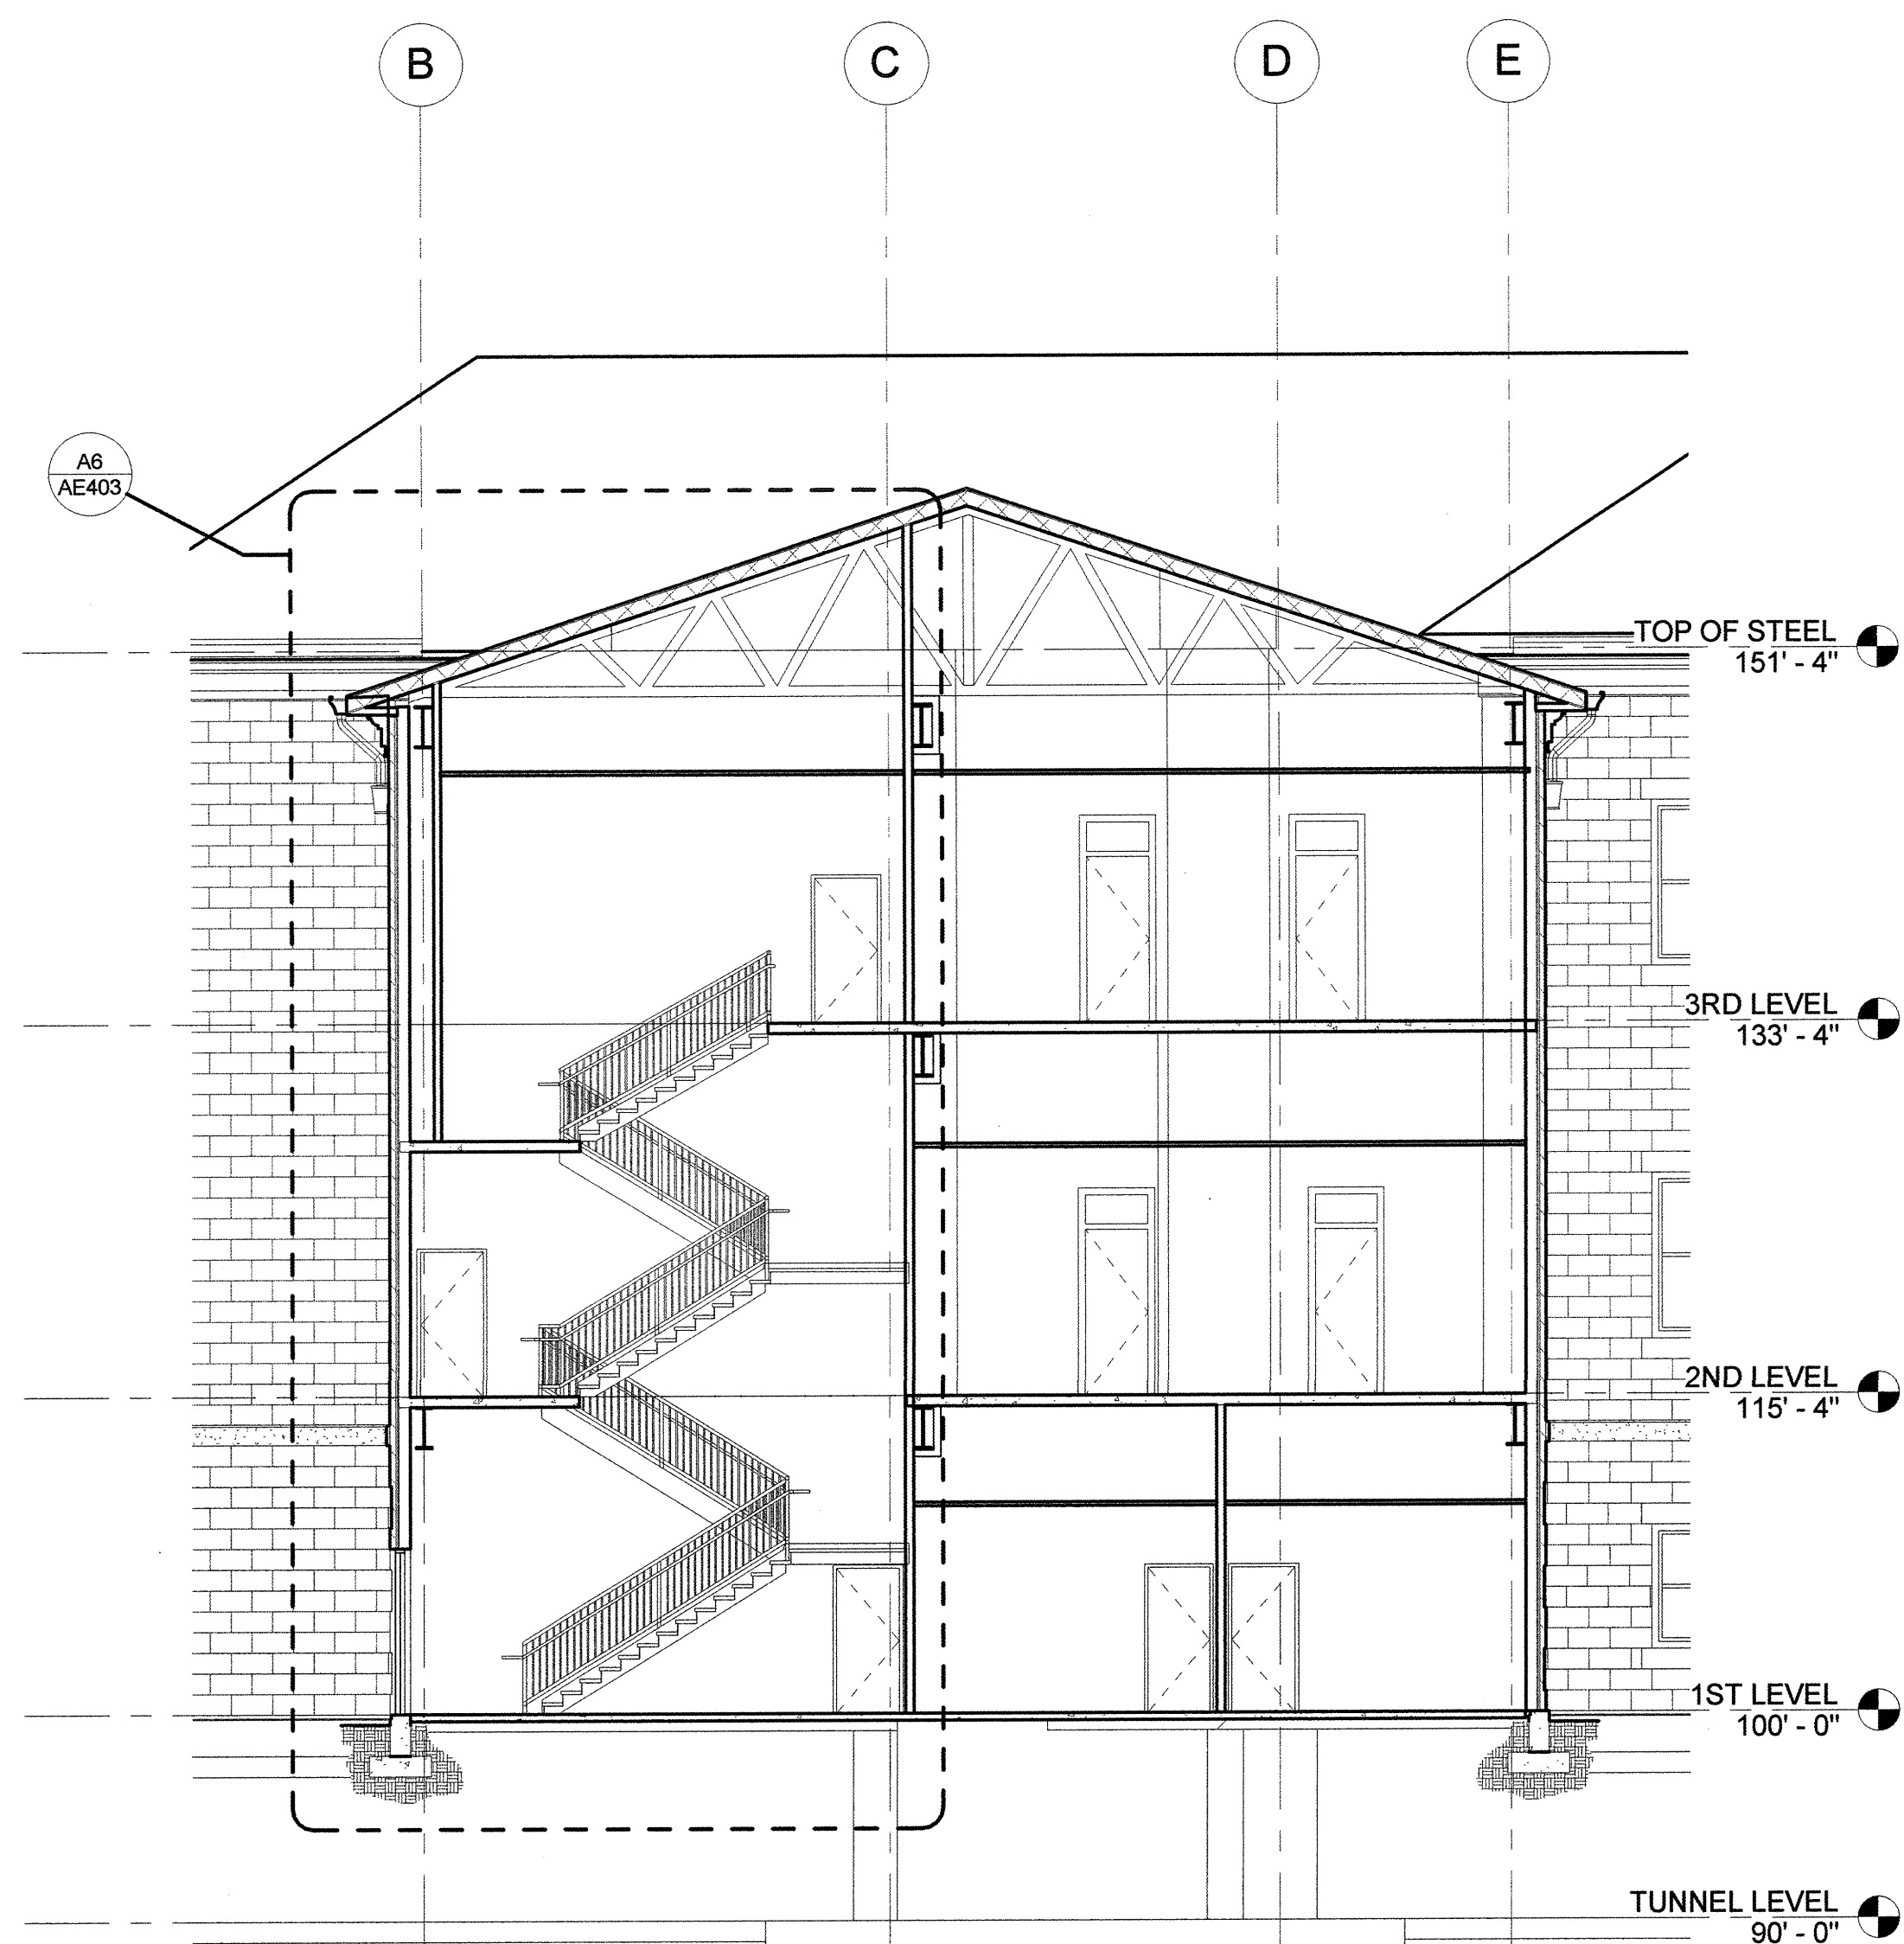 B
C
D
E
A6
AE403
TOP OF STEEL
151' - 4"
3RD LEVEL
133' - 4"
2ND LEVEL
115' - 4"
1ST LEVEL
100' - 0"
TUNNEL LEVEL
90' - 0"